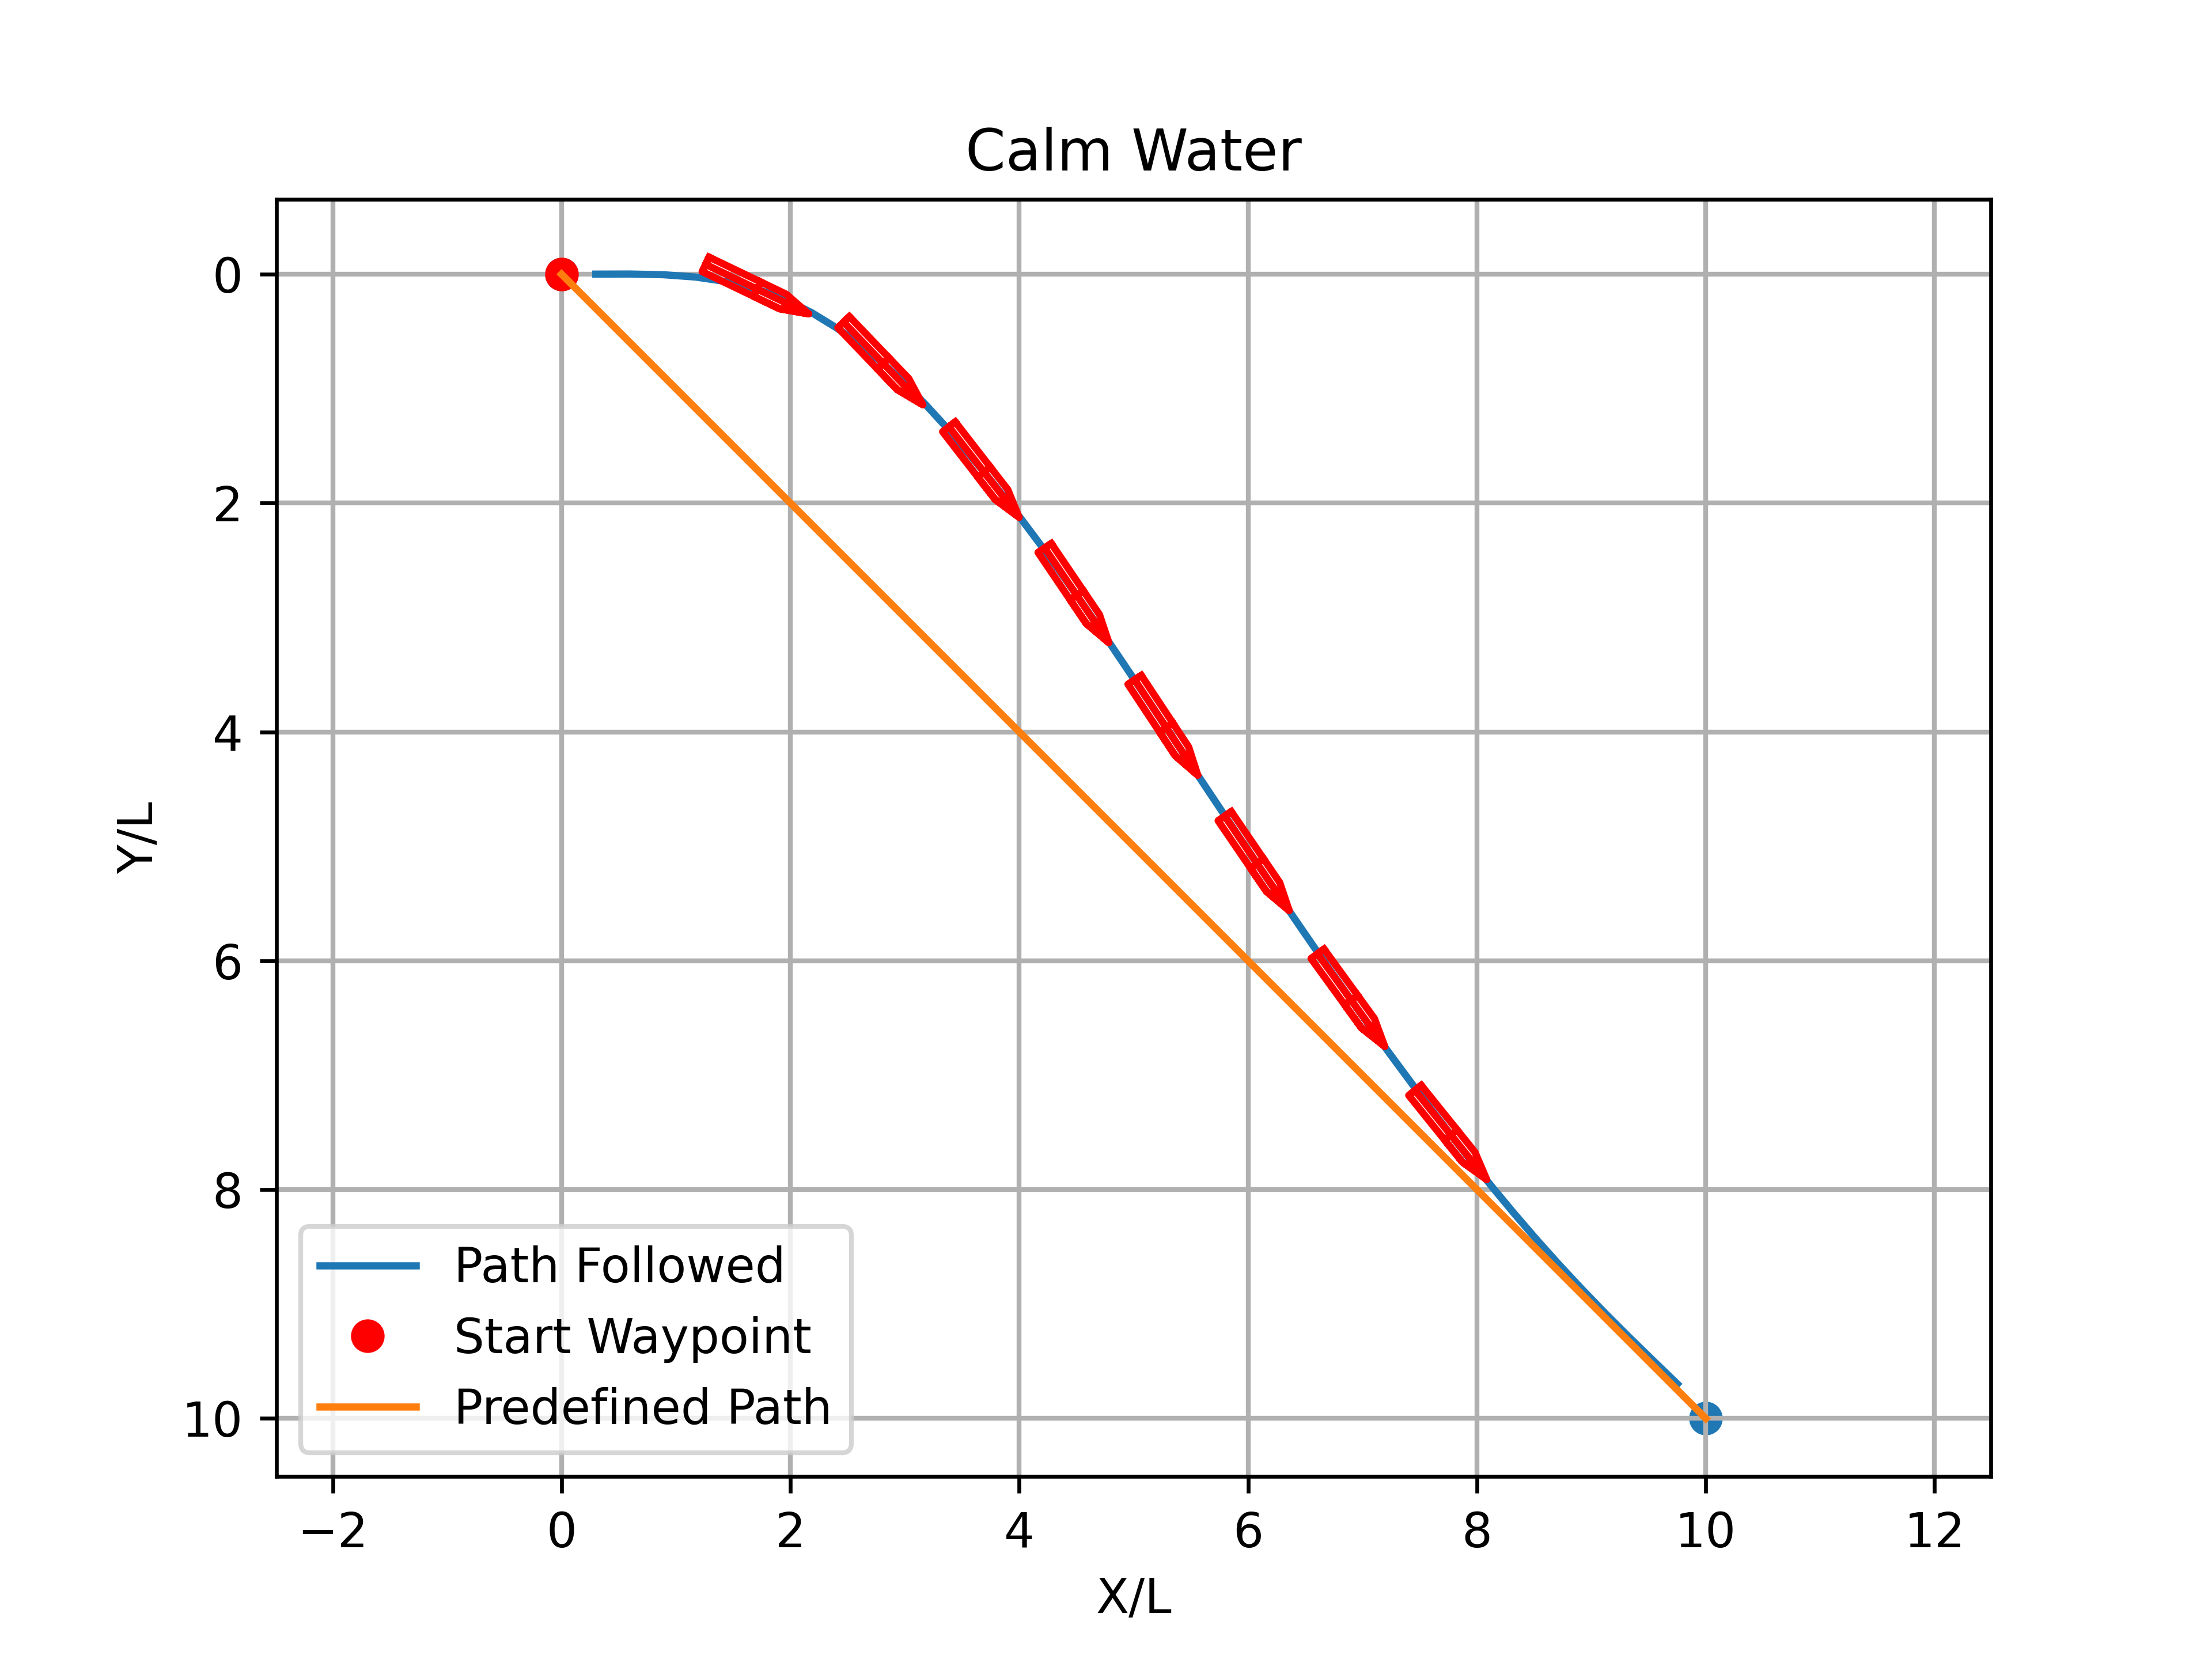 Calm Water
0
2
4
6
8
10
Y/L
Path Followed
Start Waypoint
Predefined Path
−2 0 2 4 6 8 10 12
X/L